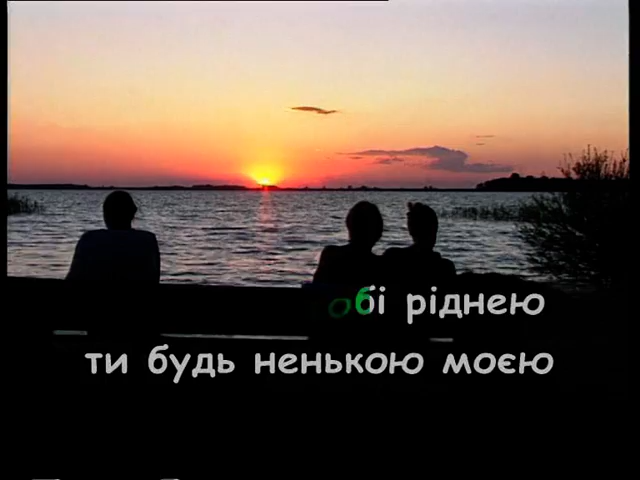 обі ріднею
ти будь ненькою моєю